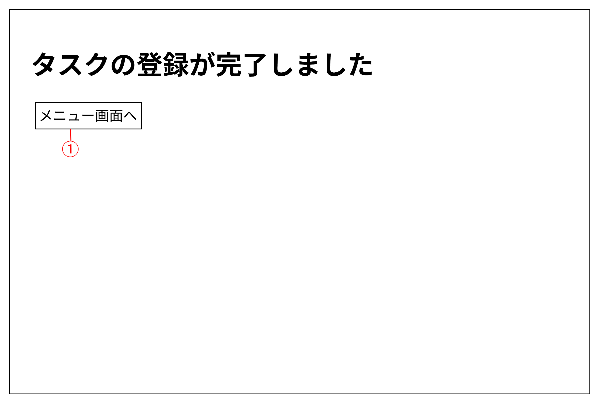 タスクの登録が完了しました
メニュー画面へ
①